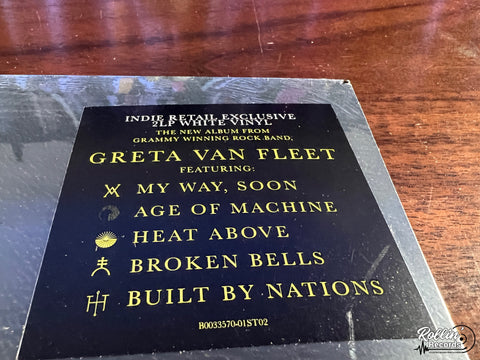 INDIE RETAIL EXCLUSIVE
2LP WHITE VINYL
THE NEW ALBUM FROM
GRAMMY WINNING ROCK BAND,
GRETA VAN FLEET
FEATURING:
MY WAY, SOON
AGE OF MACHINE
HEAT ABOVE
BROKEN BELLS
BUILT BY NATIONS
B0033570-01ST02
Rollin'
Records